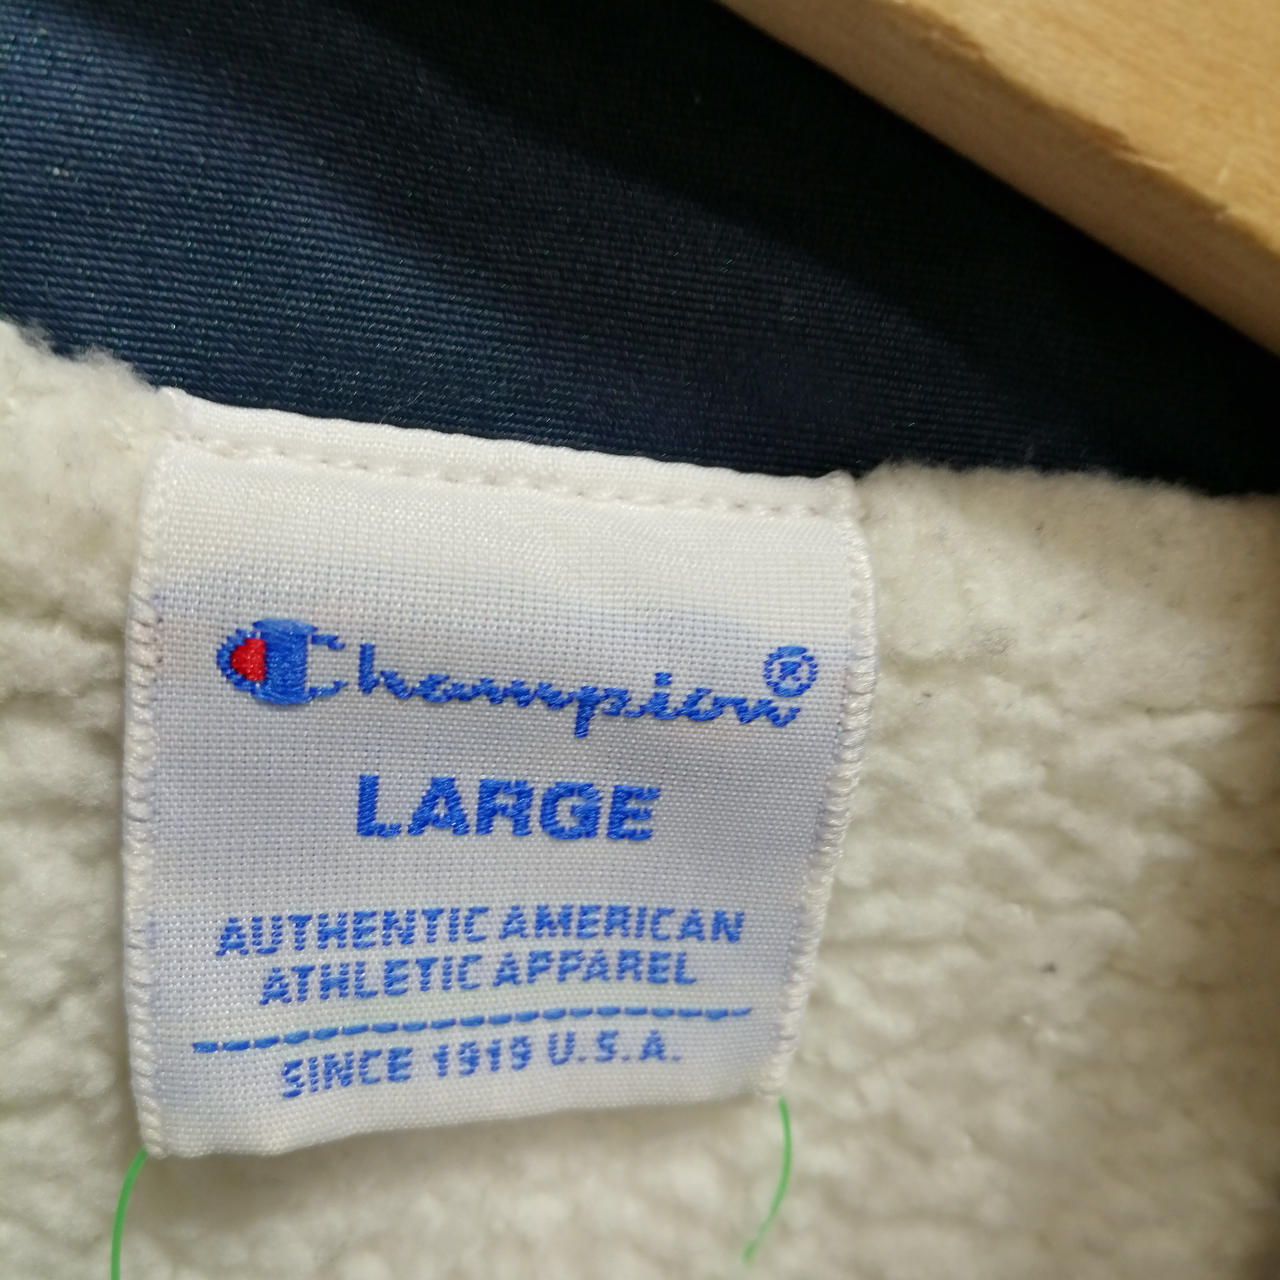 Champion®
LARGE
AUTHENTIC AMERICAN
ATHLETIC APPAREL
SINCE 1919 U.S.A.